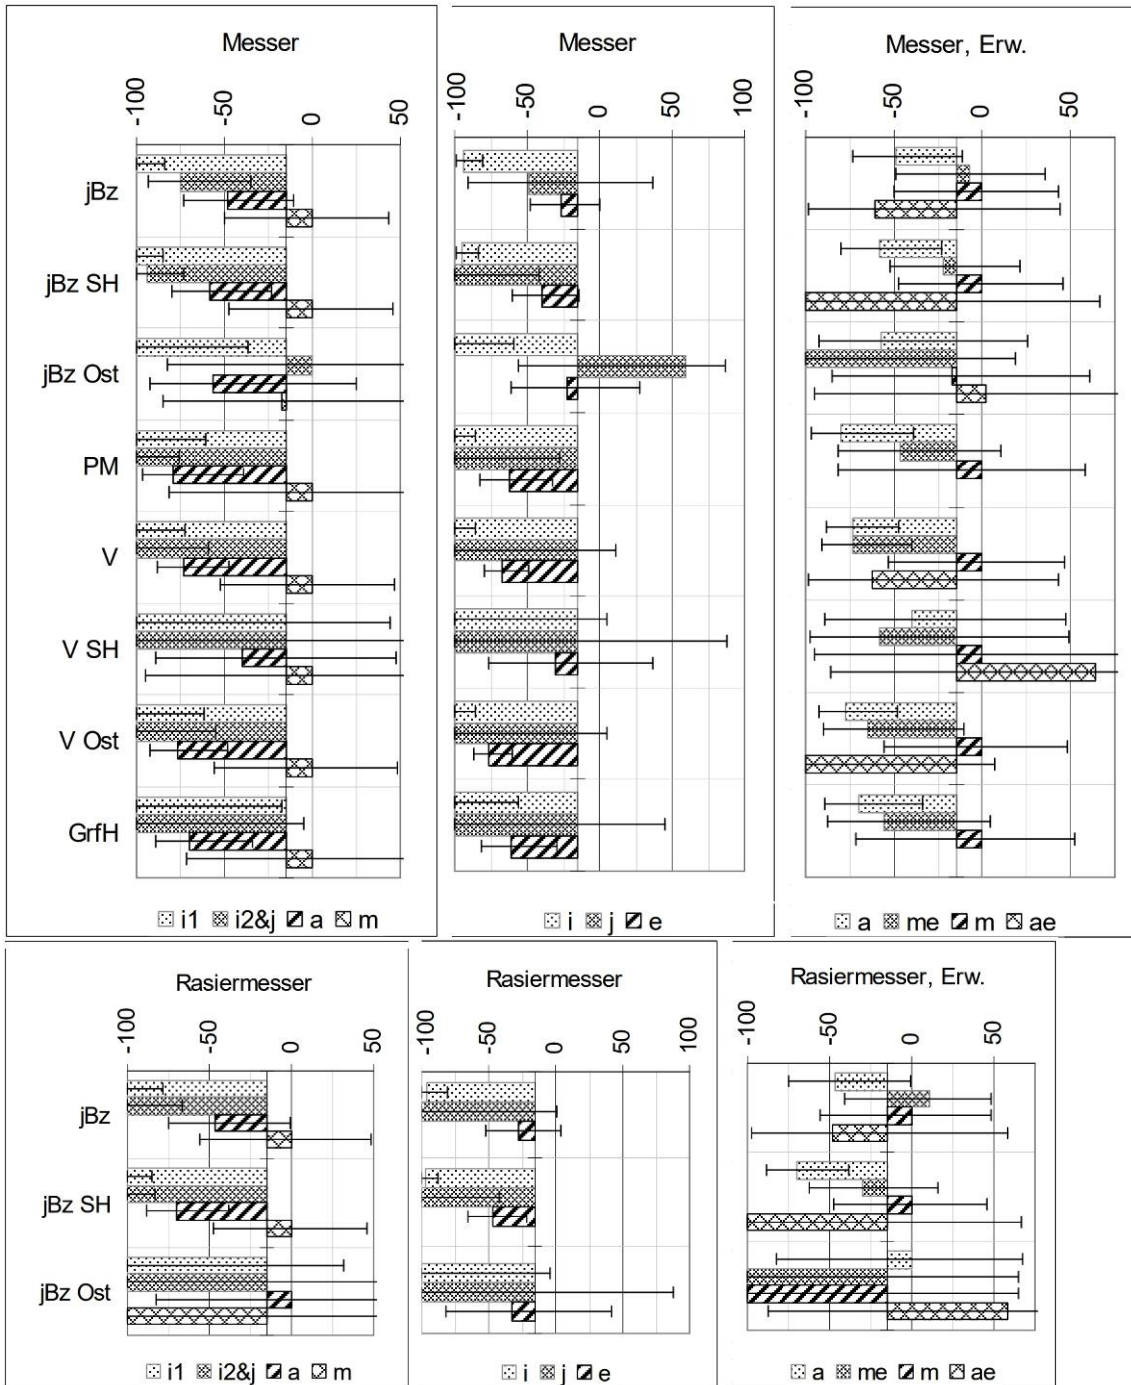 Messer
-100 -50 0 50
jBz
jBz SH
jBz Ost
PM
V
V SH
V Ost
GrfH
i1 i2&j a m
Messer
-100 -50 0 50 100
i j e
Messer, Erw.
-100 -50 0 50
a me m ae
Rasiermesser
-100 -50 0 50
jBz
jBz SH
jBz Ost
i1 i2&j a m
Rasiermesser
-100 -50 0 50 100
i j e
Rasiermesser, Erw.
-100 -50 0 50
a me m ae